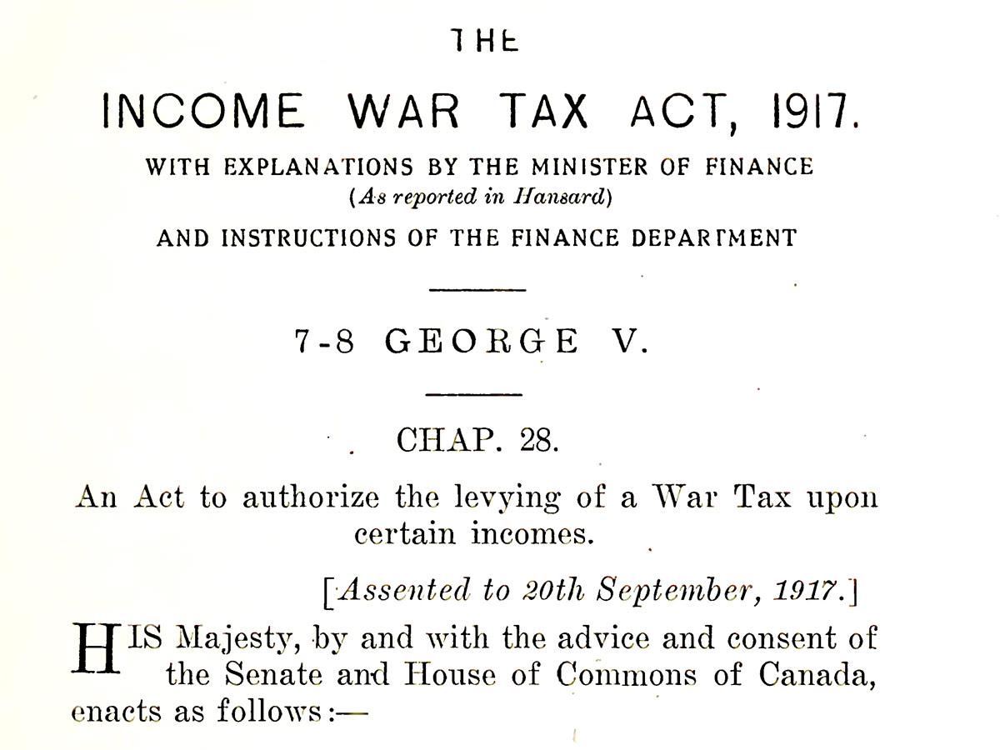 THE
INCOME WAR TAX ACT, 1917.
WITH EXPLANATIONS BY THE MINISTER OF FINANCE
(As reported in Hansard)
AND INSTRUCTIONS OF THE FINANCE DEPARTMENT
7-8 GEORGE V.
CHAP. 28.
An Act to authorize the levying of a War Tax upon
certain incomes.
[Assented to 20th September, 1917.]
HIS Majesty, by and with the advice and consent of
the Senate and House of Commons of Canada,
enacts as follows:—